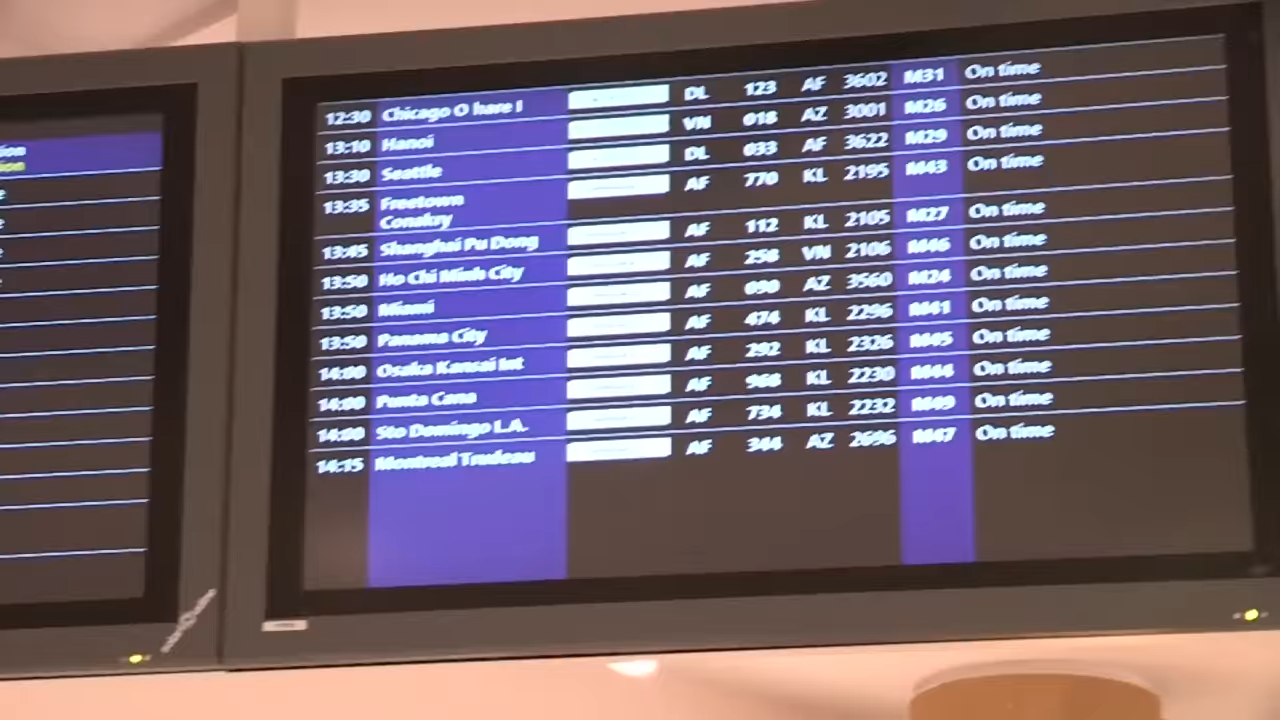 ion
ion
12:30 Chicago O hare I DL 123 AF 3602 M31 On time
13:10 Hanoi VN 018 AZ 3001 M26 On time
13:30 Seattle DL 033 AF 3622 M29 On time
13:35 Freetown AF 770 KL 2195 M43 On time
Conakry
13:45 Shanghai Pu Dong AF 112 KL 2105 M27 On time
13:50 Ho Chi Minh City AF 258 VN 2106 M46 On time
13:50 Miami AF 090 AZ 3560 M24 On time
13:50 Panama City AF 474 KL 2296 M41 On time
14:00 Osaka Kansai Int AF 292 KL 2326 M45 On time
14:00 Punta Cana AF 968 KL 2230 M44 On time
14:00 Sto Domingo L.A. AF 734 KL 2232 M49 On time
14:15 Montreal Trudeau AF 344 AZ 2696 M47 On time